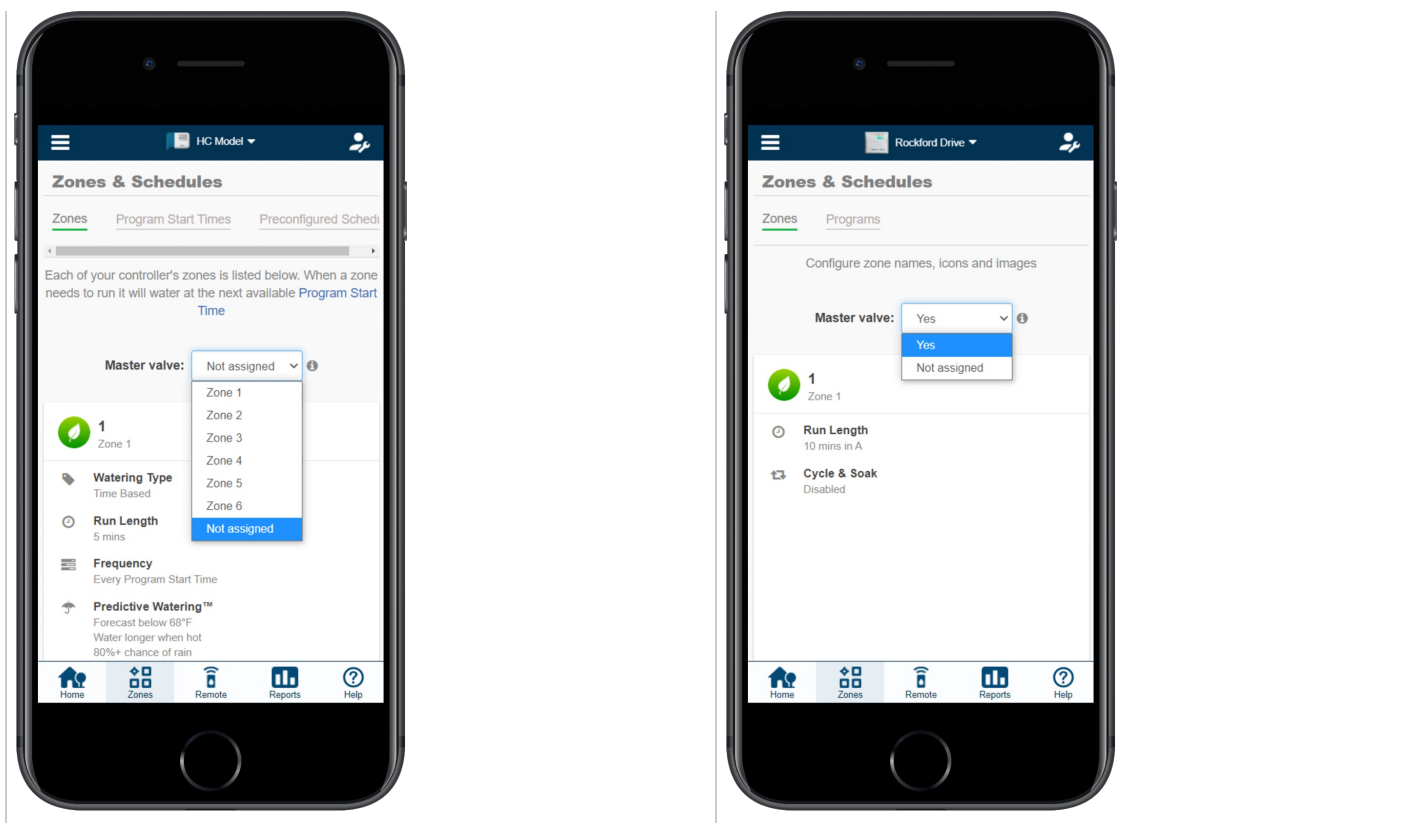 HC Model
Zones & Schedules
Zones Program Start Times Preconfigured Schedu
Each of your controller's zones is listed below. When a zone
needs to run it will water at the next available Program Start
Time
Master valve: Not assigned
Zone 1
Zone 2
Zone 3
Zone 4
Zone 5
Zone 6
Not assigned
1
Zone 1
Watering Type
Time Based
Run Length
5 mins
Frequency
Every Program Start Time
Predictive Watering™
Forecast below 68°F
Water longer when hot
80%+ chance of rain
Home Zones Remote Reports Help
Rockford Drive
Zones & Schedules
Zones Programs
Configure zone names, icons and images
Master valve: Yes
Yes
Not assigned
1
Zone 1
Run Length
10 mins in A
Cycle & Soak
Disabled
Home Zones Remote Reports Help